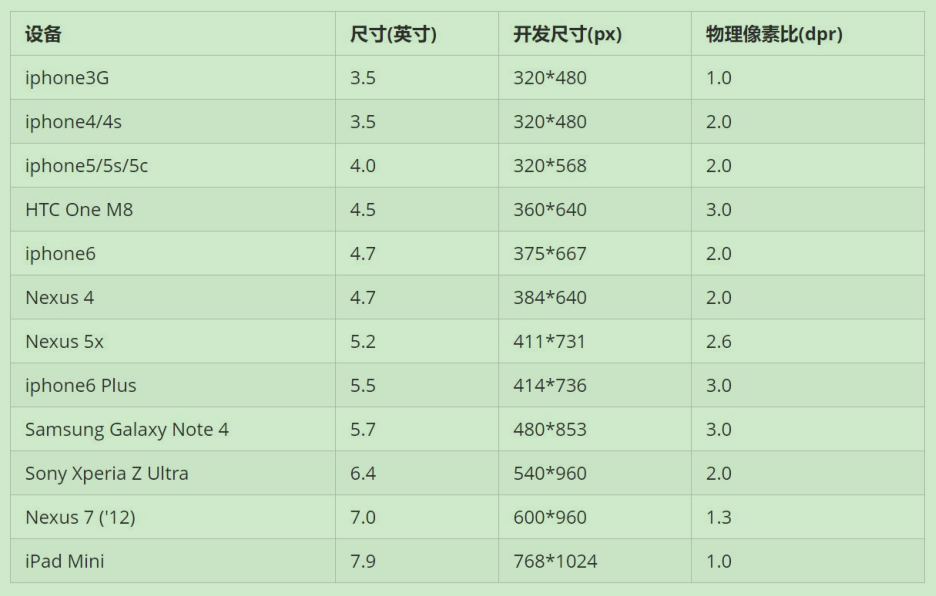 设备 尺寸(英寸) 开发尺寸(px) 物理像素比(dpr)
iphone3G 3.5 320*480 1.0
iphone4/4s 3.5 320*480 2.0
iphone5/5s/5c 4.0 320*568 2.0
HTC One M8 4.5 360*640 3.0
iphone6 4.7 375*667 2.0
Nexus 4 4.7 384*640 2.0
Nexus 5x 5.2 411*731 2.6
iphone6 Plus 5.5 414*736 3.0
Samsung Galaxy Note 4 5.7 480*853 3.0
Sony Xperia Z Ultra 6.4 540*960 2.0
Nexus 7 ('12) 7.0 600*960 1.3
iPad Mini 7.9 768*1024 1.0